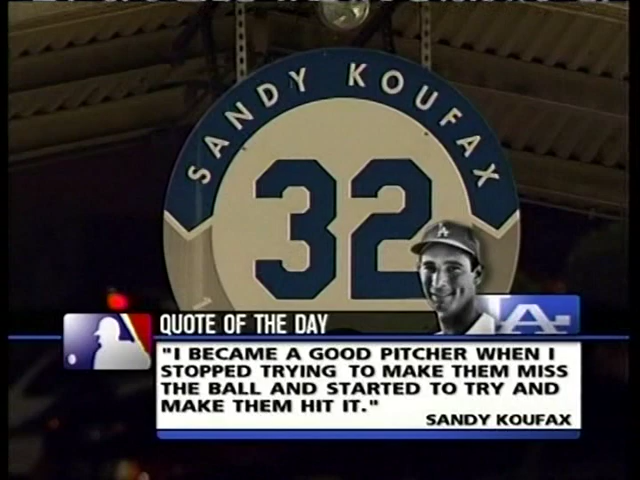 SANDY KOUFAX
32
LA
QUOTE OF THE DAY
"I BECAME A GOOD PITCHER WHEN I
STOPPED TRYING TO MAKE THEM MISS
THE BALL AND STARTED TO TRY AND
MAKE THEM HIT IT."
SANDY KOUFAX